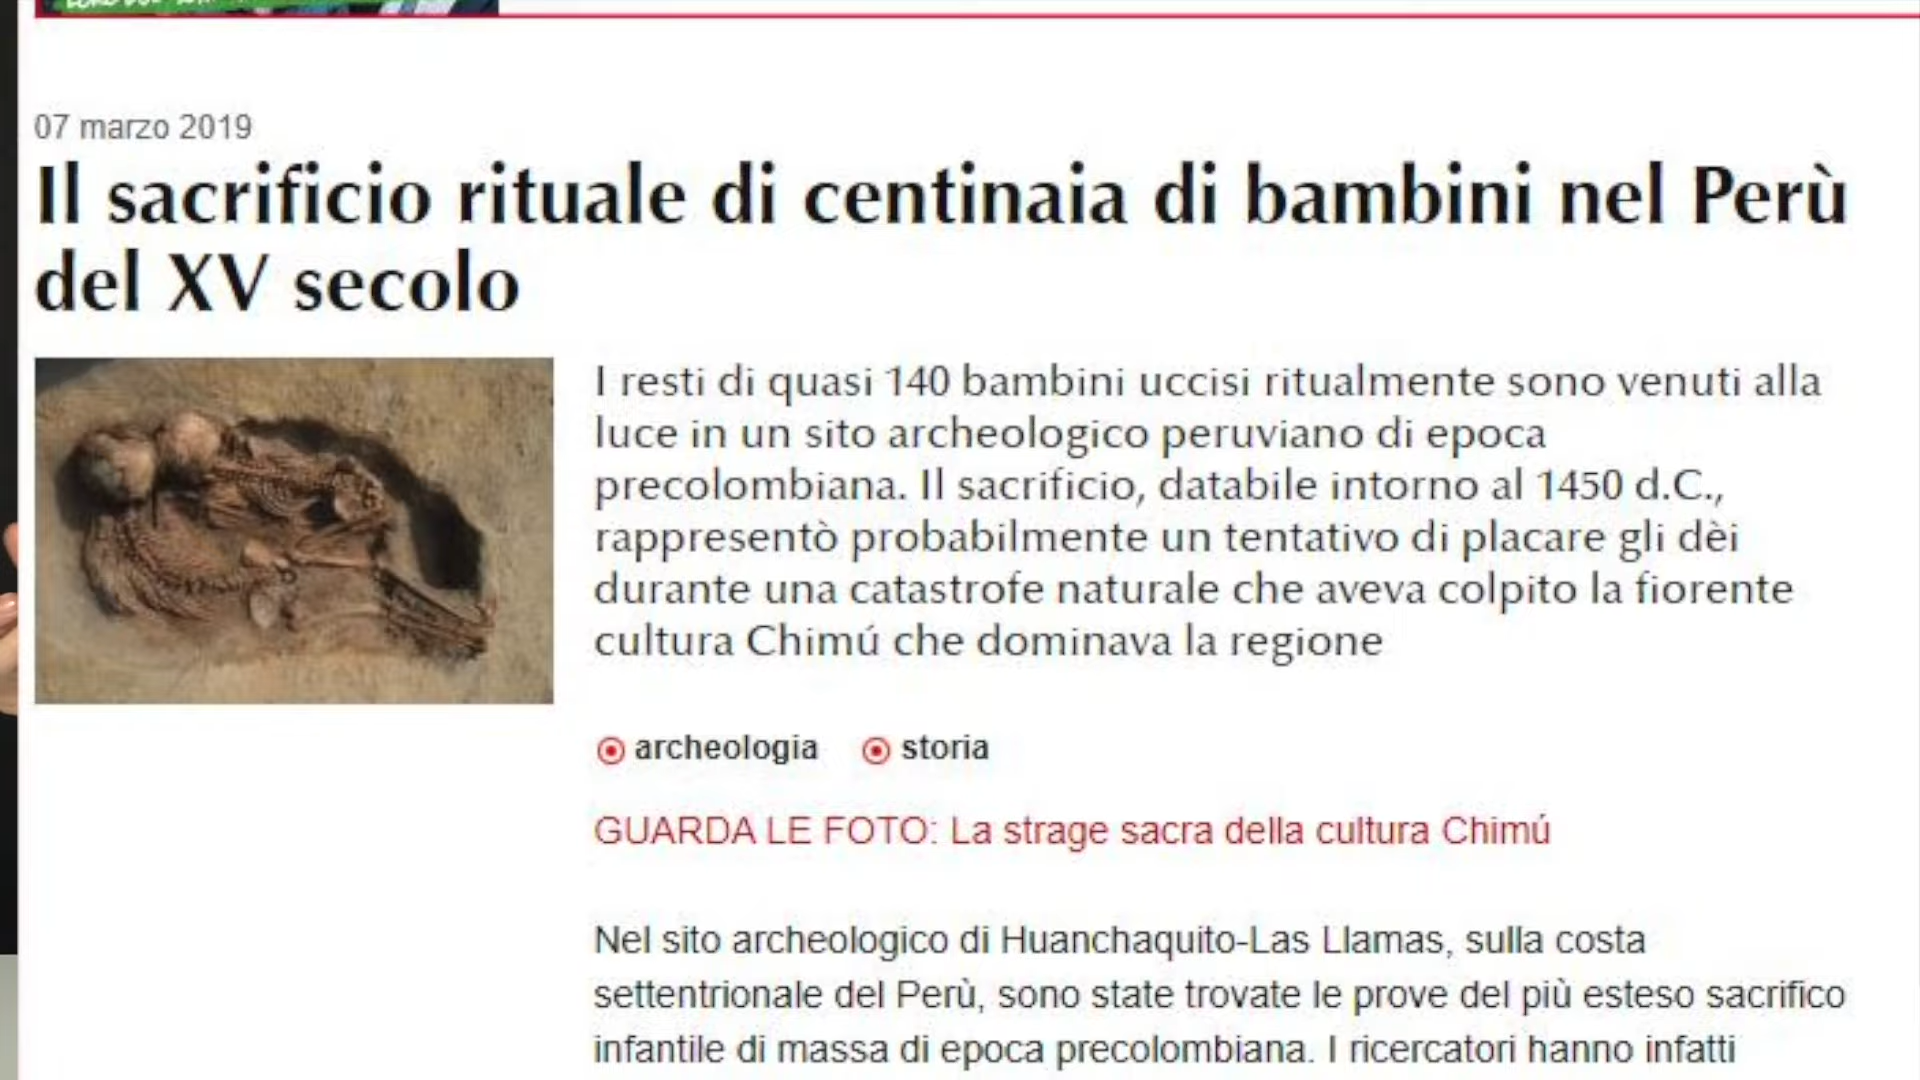 07 marzo 2019
Il sacrificio rituale di centinaia di bambini nel Perù
del XV secolo
I resti di quasi 140 bambini uccisi ritualmente sono venuti alla
luce in un sito archeologico peruviano di epoca
precolombiana. Il sacrificio, databile intorno al 1450 d.C.,
rappresentò probabilmente un tentativo di placare gli dèi
durante una catastrofe naturale che aveva colpito la fiorente
cultura Chimú che dominava la regione
archeologia storia
GUARDA LE FOTO: La strage sacra della cultura Chimú
Nel sito archeologico di Huanchaquito-Las Llamas, sulla costa
settentrionale del Perù, sono state trovate le prove del più esteso sacrifico
infantile di massa di epoca precolombiana. I ricercatori hanno infatti